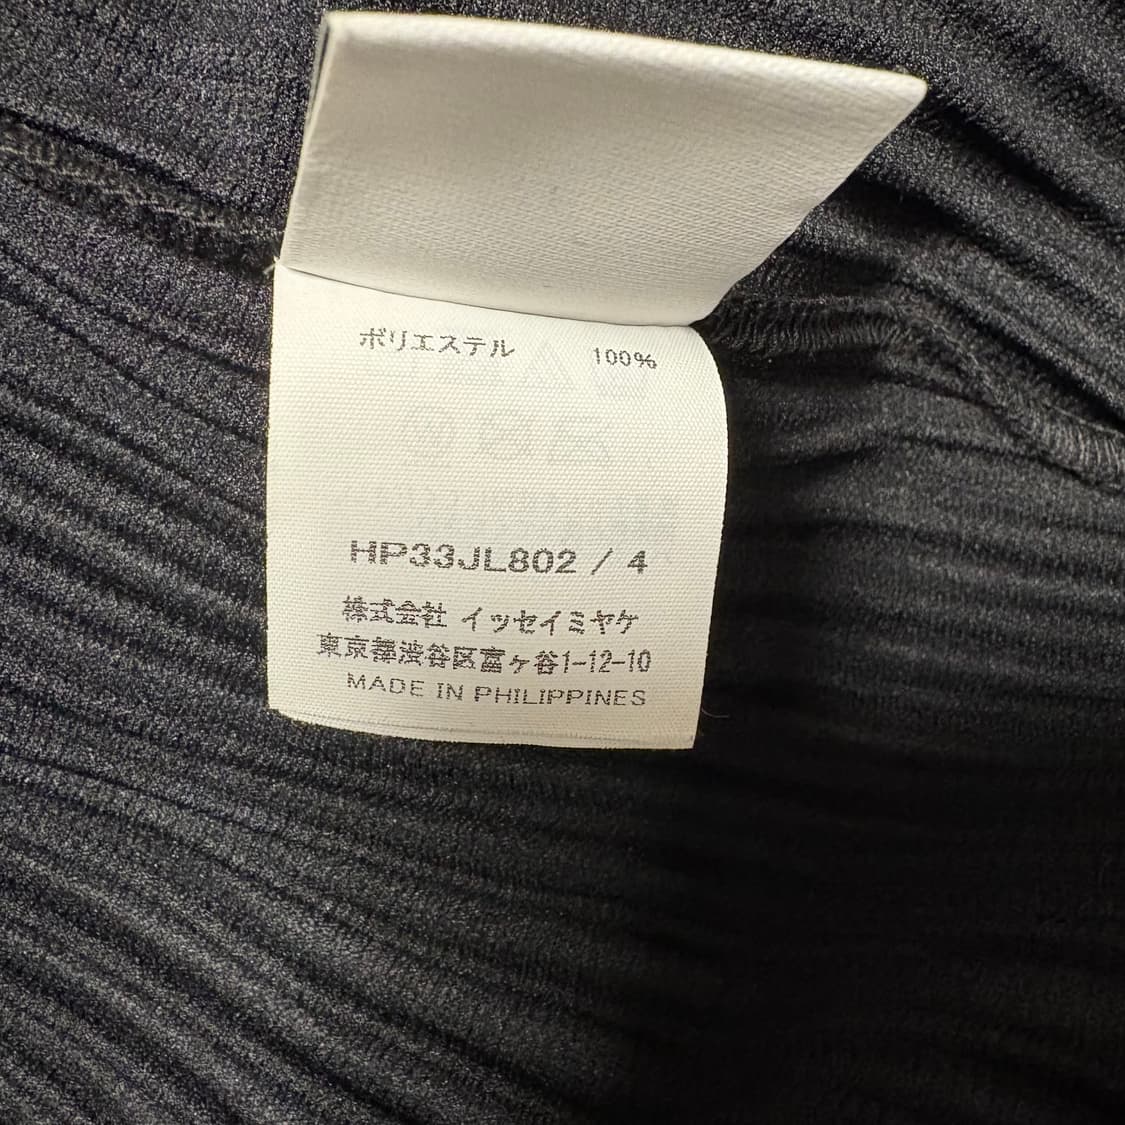 ポリエステル 100%
HP33JL802 / 4
株式会社 イッセイミヤケ
東京都渋谷区富ヶ谷1-12-10
MADE IN PHILIPPINES